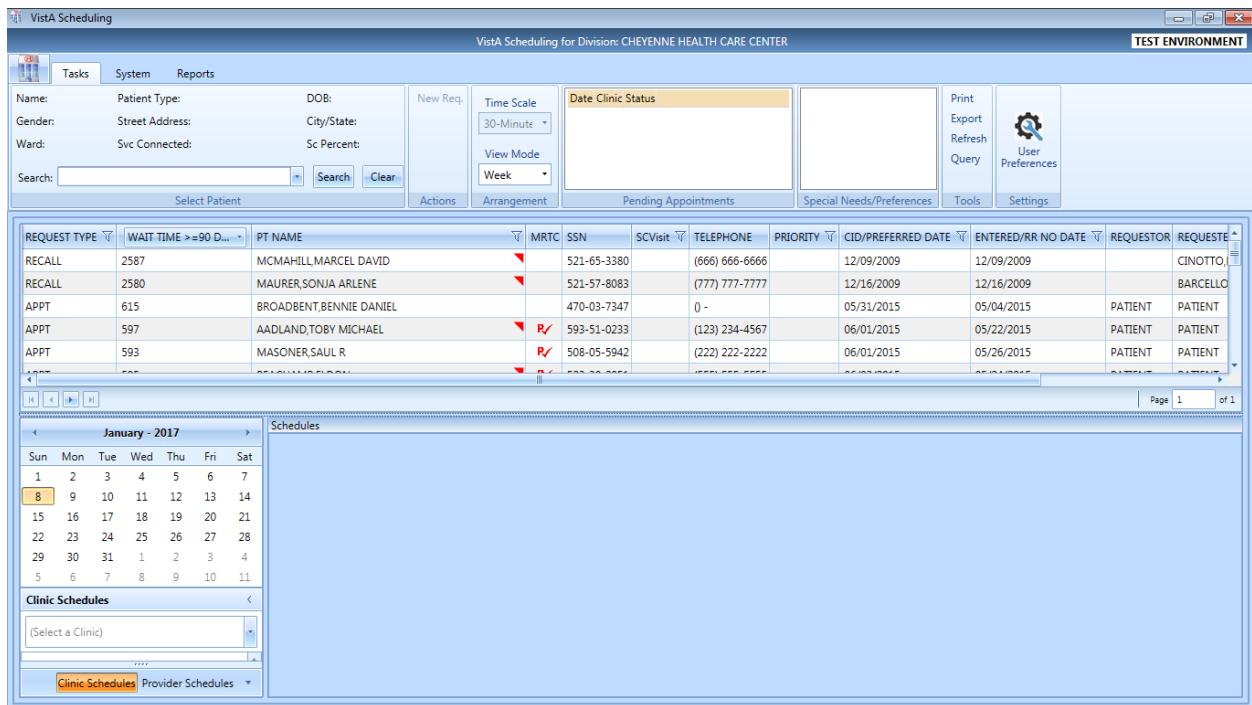 VistA Scheduling
VistA Scheduling for Division: CHEYENNE HEALTH CARE CENTER TEST ENVIRONMENT
Tasks System Reports
Name: Patient Type: DOB:
Gender: Street Address: City/State:
Ward: Svc Connected: Sc Percent:
Search: Search Clear
Select Patient
New Req.
Actions
Time Scale
30-Minute
View Mode
Week
Arrangement
Date Clinic Status
Pending Appointments
Special Needs/Preferences
Print
Export
Refresh
Query
Tools
User
Preferences
Settings
REQUEST TYPE WAIT TIME >=90 D... PT NAME MRTC SSN SCVisit TELEPHONE PRIORITY CID/PREFERRED DATE ENTERED/RR NO DATE REQUESTOR REQUESTE
RECALL 2587 MCMAHILL,MARCEL DAVID 521-65-3380 (666) 666-6666 12/09/2009 12/09/2009 CINOTTO,
RECALL 2580 MAURER,SONJA ARLENE 521-57-8083 (777) 777-7777 12/16/2009 12/16/2009 BARCELLO
APPT 615 BROADBENT,BENNIE DANIEL 470-03-7347 () - 05/31/2015 05/04/2015 PATIENT PATIENT
APPT 597 AADLAND,TOBY MICHAEL 593-51-0233 (123) 234-4567 06/01/2015 05/22/2015 PATIENT PATIENT
APPT 593 MASONER,SAUL R 508-05-5942 (222) 222-2222 06/01/2015 05/26/2015 PATIENT PATIENT
Page 1 of 1
January - 2017
Sun Mon Tue Wed Thu Fri Sat
1 2 3 4 5 6 7
8 9 10 11 12 13 14
15 16 17 18 19 20 21
22 23 24 25 26 27 28
29 30 31 1 2 3 4
5 6 7 8 9 10 11
Clinic Schedules
(Select a Clinic)
Clinic Schedules Provider Schedules
Schedules